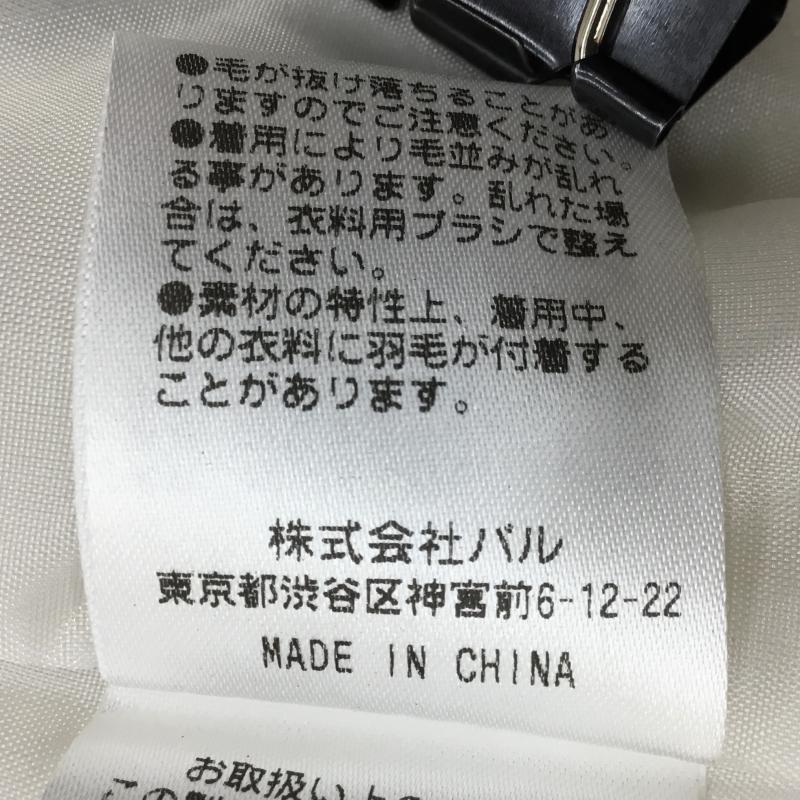 ●毛が抜け落ちることがあ
りますのでご注意ください。
●着用により毛並みが乱れ
る事があります。乱れた場
合は、衣料用ブラシで整え
てください。
●素材の特性上、着用中、
他の衣料に羽毛が付着する
ことがあります。
株式会社パル
東京都渋谷区神宮前6-12-22
MADE IN CHINA
お取扱い上の
この製